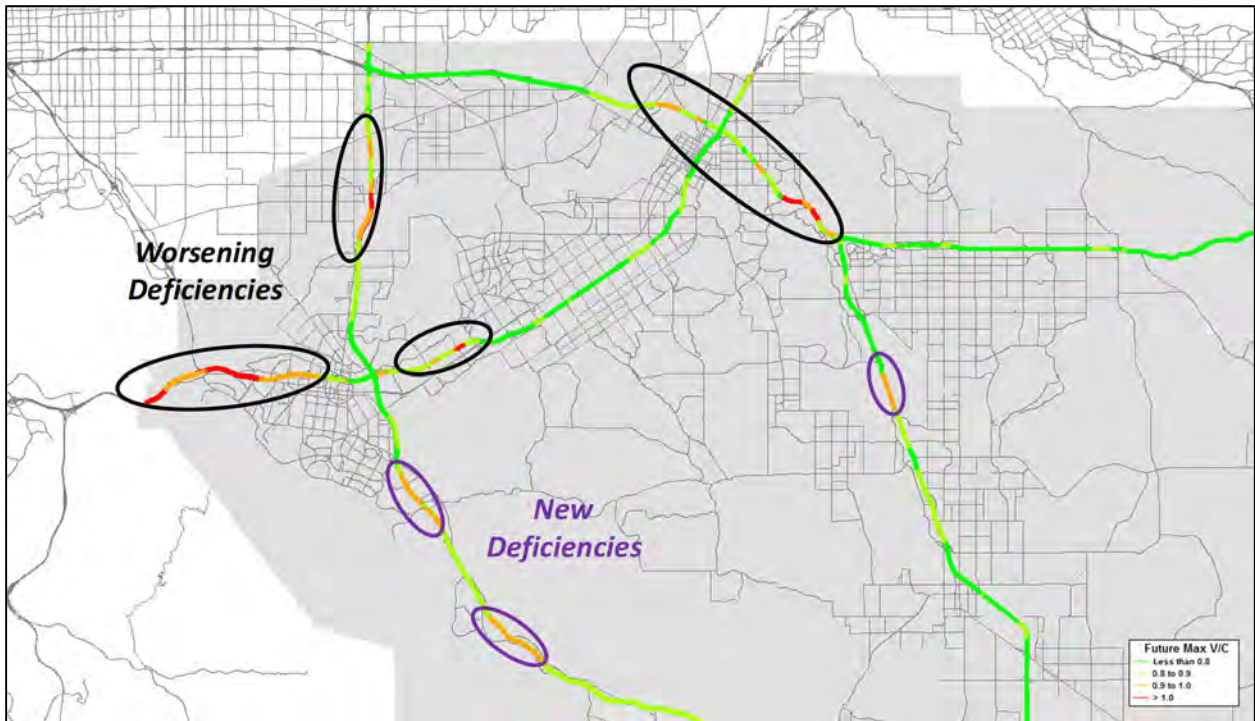 Worsening
Deficiencies
New
Deficiencies
Future Max V/C
Less than 0.8
0.8 to 0.9
0.9 to 1.0
> 1.0